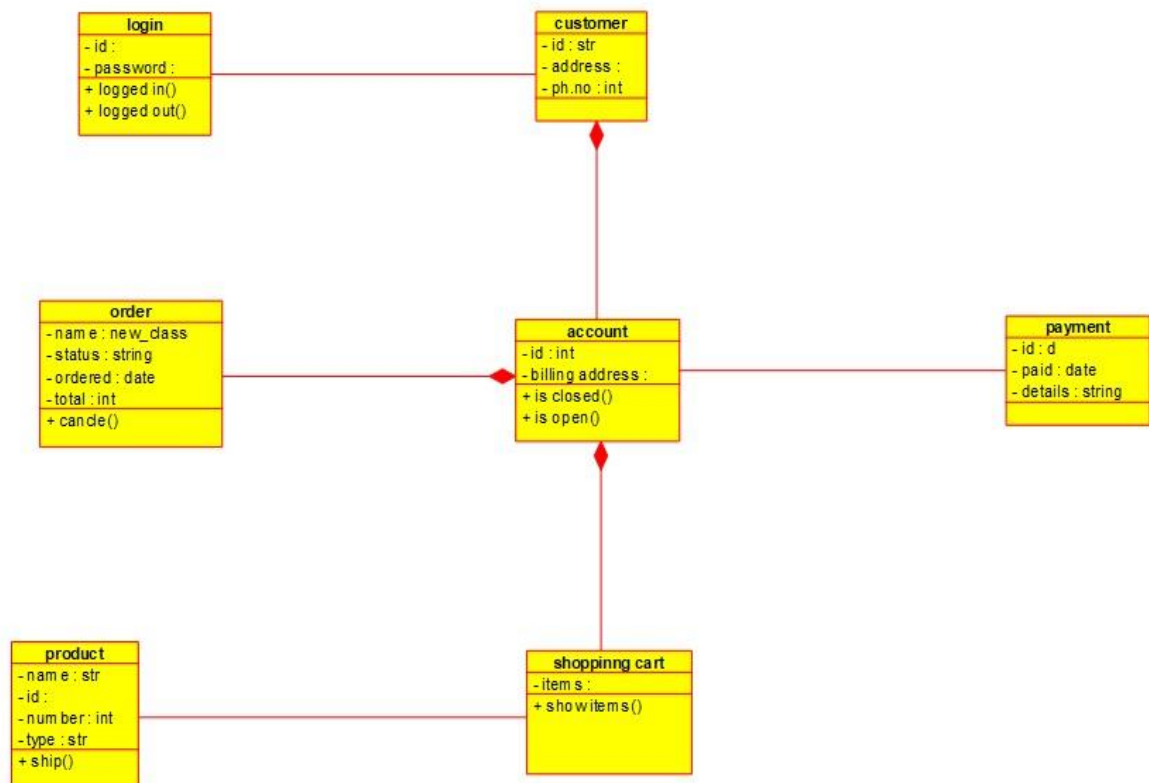 login
- id :
- password :
+ logged in()
+ logged out()
customer
- id : str
- address :
- ph.no : int
order
- name : new_class
- status : string
- ordered : date
- total : int
+ cancle()
account
- id : int
- billing address :
+ is closed()
+ is open()
payment
- id : d
- paid : date
- details : string
product
- name : str
- id :
- number : int
- type : str
+ ship()
shoppinng cart
- items :
+ showitems()